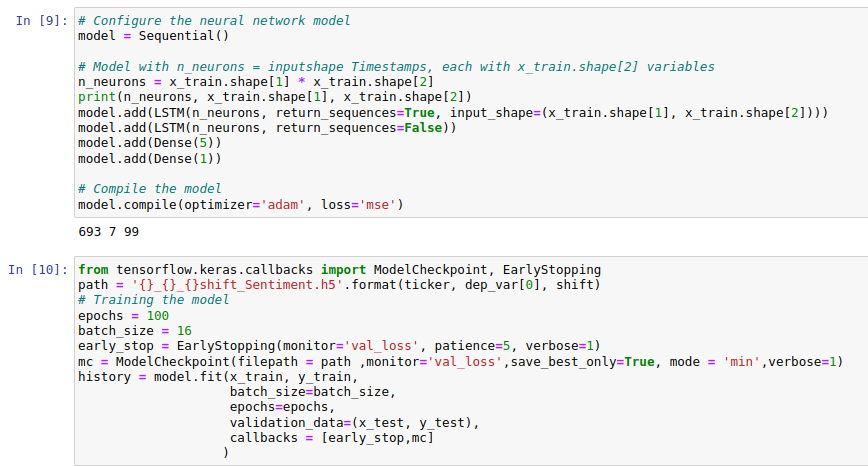 In [9]: # Configure the neural network model
model = Sequential()
# Model with n_neurons = inputshape Timestamps, each with x_train.shape[2] variables
n_neurons = x_train.shape[1] * x_train.shape[2]
print(n_neurons, x_train.shape[1], x_train.shape[2])
model.add(LSTM(n_neurons, return_sequences=True, input_shape=(x_train.shape[1], x_train.shape[2])))
model.add(LSTM(n_neurons, return_sequences=False))
model.add(Dense(5))
model.add(Dense(1))
# Compile the model
model.compile(optimizer='adam', loss='mse')
693 7 99
In [10]: from tensorflow.keras.callbacks import ModelCheckpoint, EarlyStopping
path = '{}_{}_{}shift_Sentiment.h5'.format(ticker, dep_var[0], shift)
# Training the model
epochs = 100
batch_size = 16
early_stop = EarlyStopping(monitor='val_loss', patience=5, verbose=1)
mc = ModelCheckpoint(filepath = path ,monitor='val_loss',save_best_only=True, mode = 'min',verbose=1)
history = model.fit(x_train, y_train,
batch_size=batch_size,
epochs=epochs,
validation_data=(x_test, y_test),
callbacks = [early_stop,mc]
)